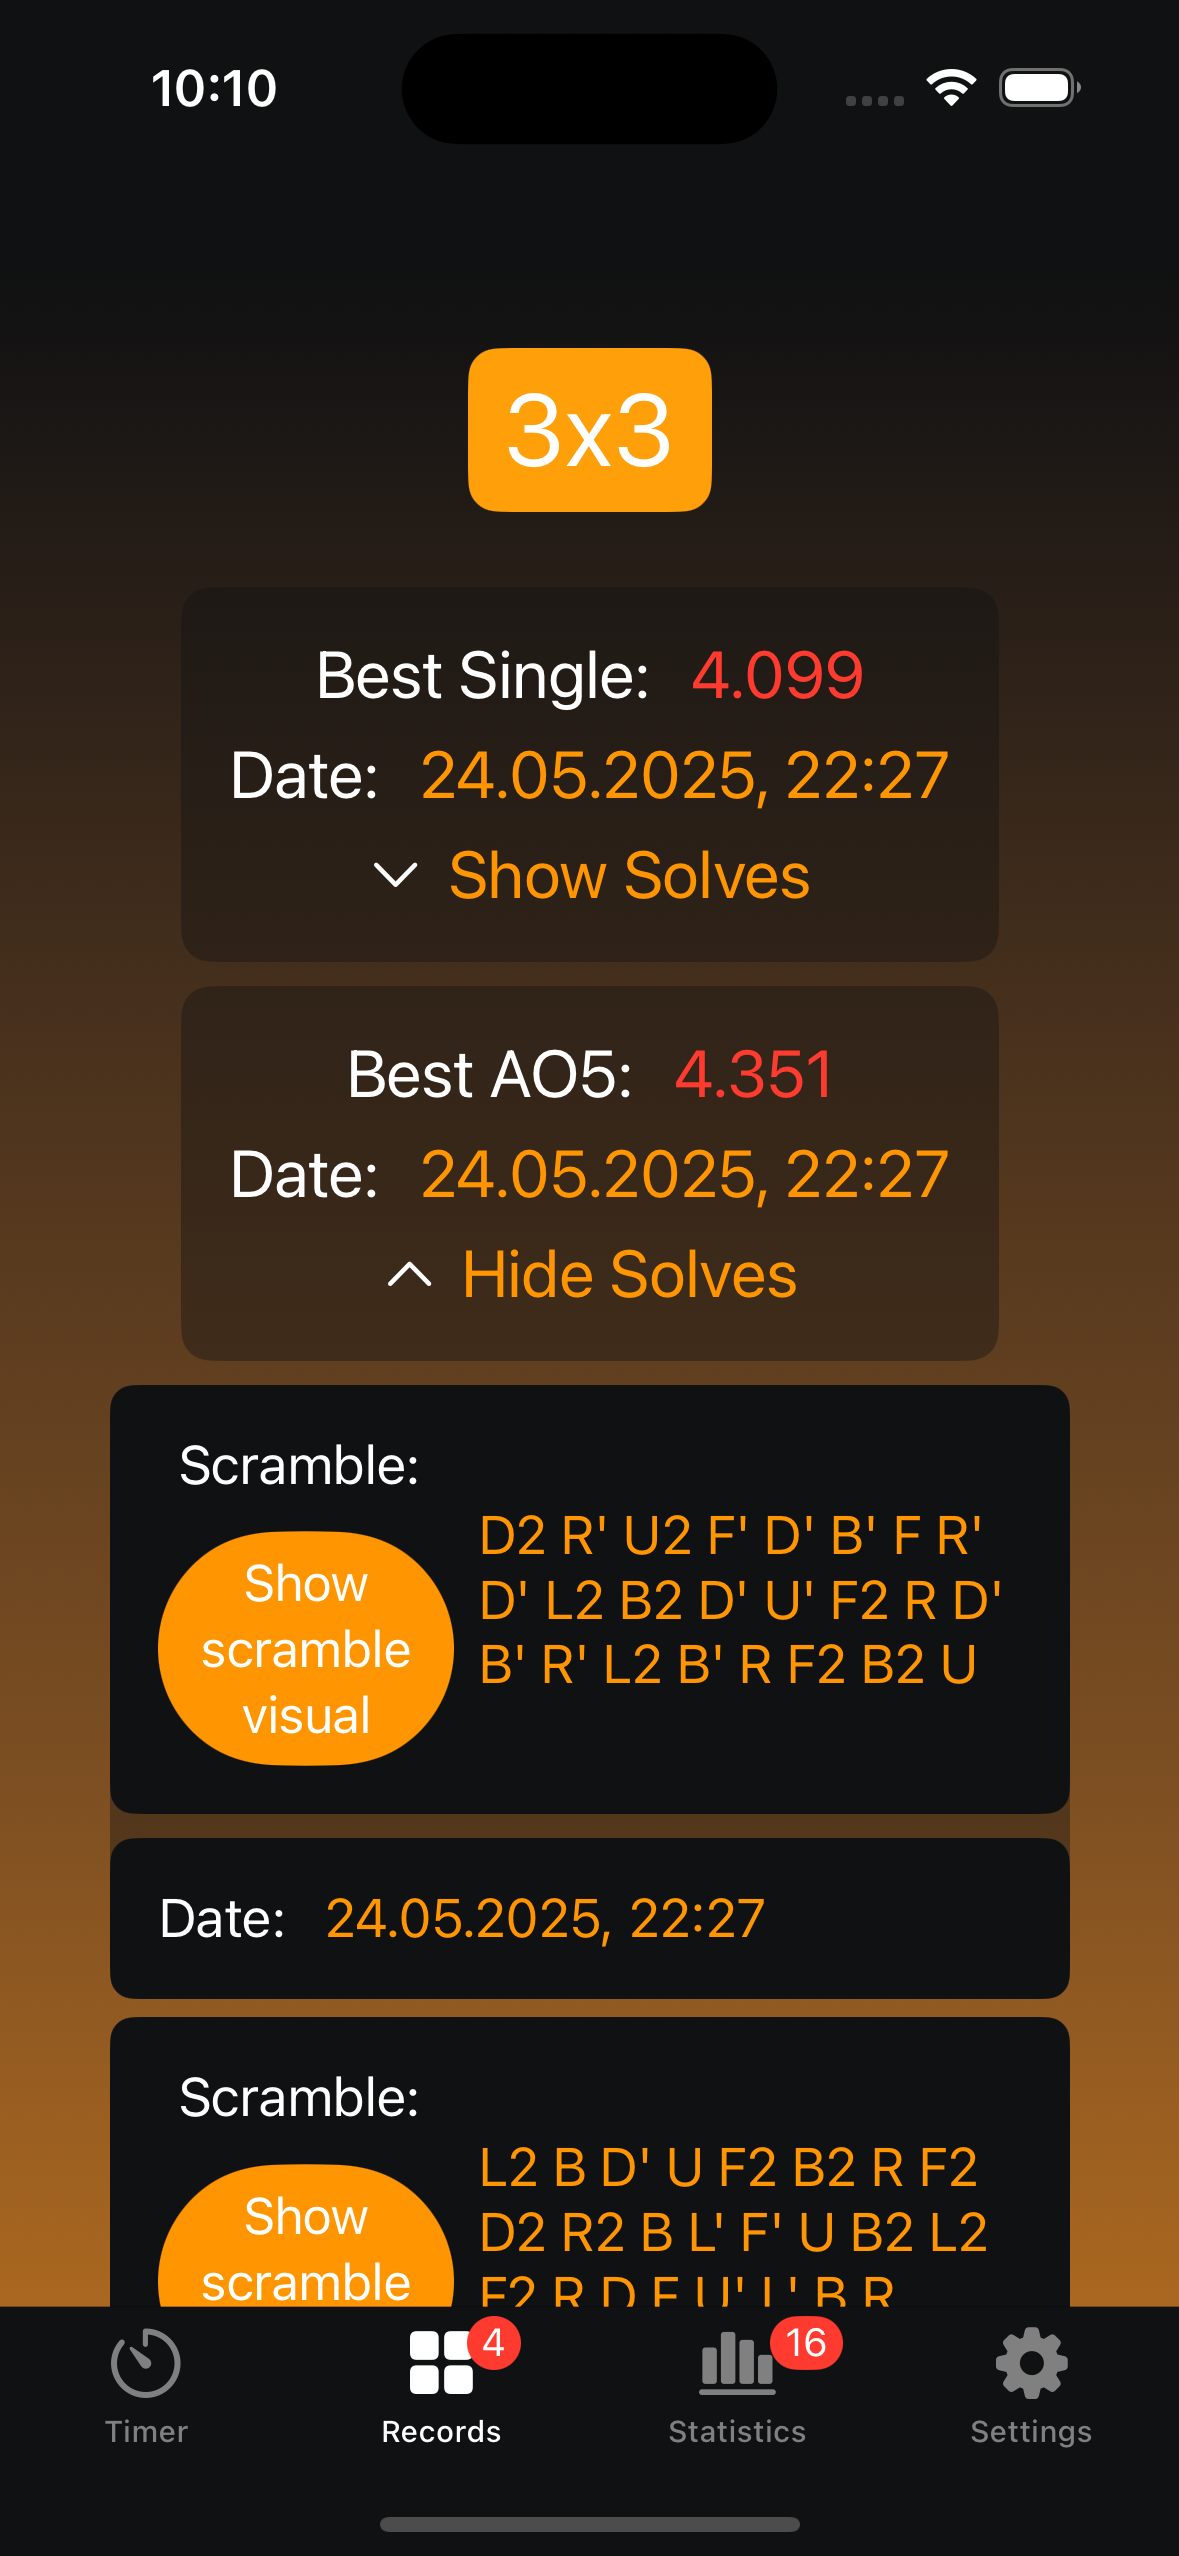 10:10
3x3
Best Single: 4.099
Date: 24.05.2025, 22:27
Show Solves
Best AO5: 4.351
Date: 24.05.2025, 22:27
Hide Solves
Scramble:
Show
scramble
visual
D2 R' U2 F' D' B' F R'
D' L2 B2 D' U' F2 R D'
B' R' L2 B' R F2 B2 U
Date: 24.05.2025, 22:27
Scramble:
Show
scramble
L2 B D' U F2 B2 R F2
D2 R2 B L' F' U B2 L2
R D U' L' B R
4
16
Timer
Records
Statistics
Settings